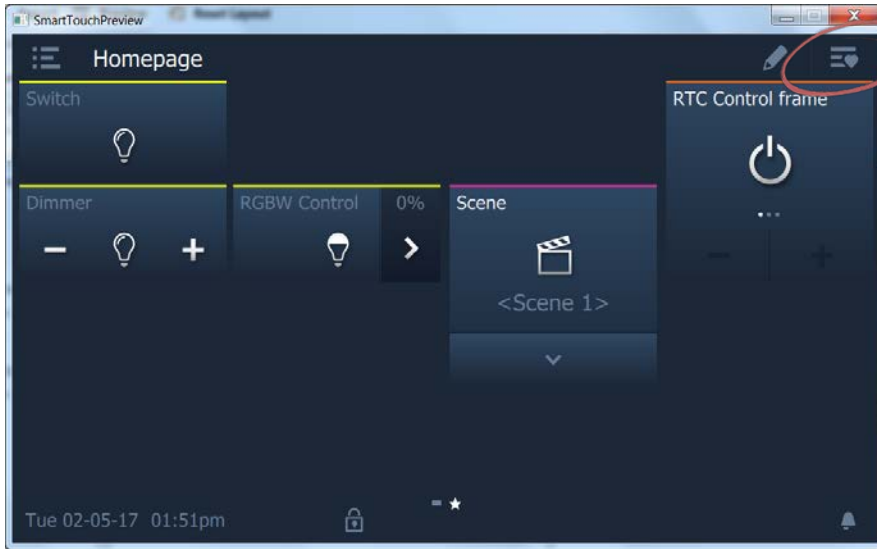 SmartTouchPreview
Homepage
Switch
RTC Control frame
Dimmer
RGBW Control 0%
Scene
<Scene 1>
Tue 02-05-17 01:51pm